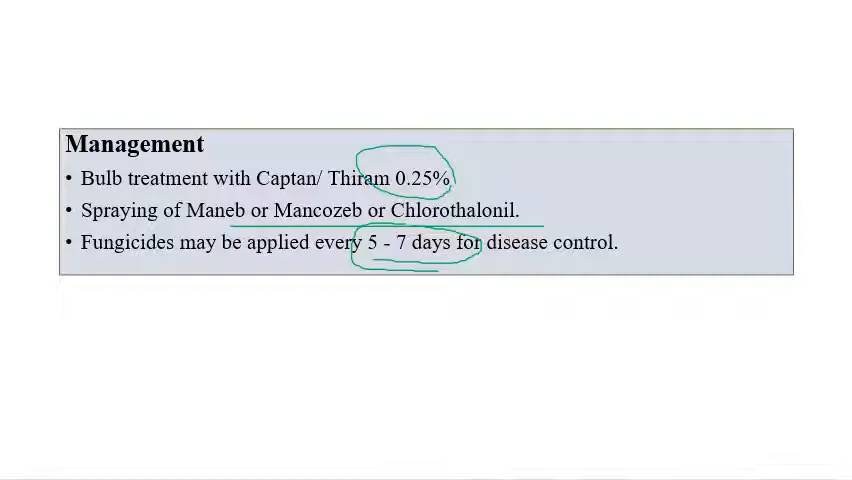 Management
• Bulb treatment with Captan/ Thiram 0.25%
• Spraying of Maneb or Mancozeb or Chlorothalonil.
• Fungicides may be applied every 5 - 7 days for disease control.